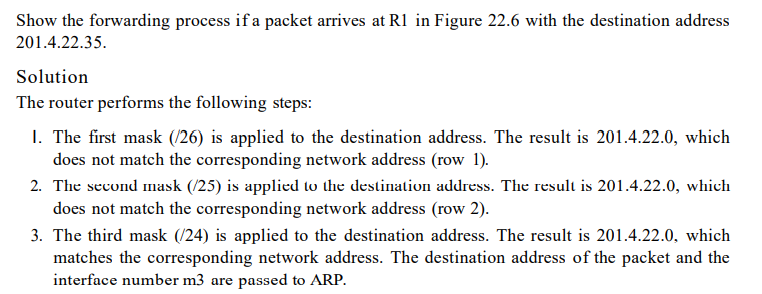 Show the forwarding process if a packet arrives at R1 in Figure 22.6 with the destination address
201.4.22.35.
Solution
The router performs the following steps:
1. The first mask (/26) is applied to the destination address. The result is 201.4.22.0, which
does not match the corresponding network address (row 1).
2. The second mask (/25) is applied to the destination address. The result is 201.4.22.0, which
does not match the corresponding network address (row 2).
3. The third mask (/24) is applied to the destination address. The result is 201.4.22.0, which
matches the corresponding network address. The destination address of the packet and the
interface number m3 are passed to ARP.